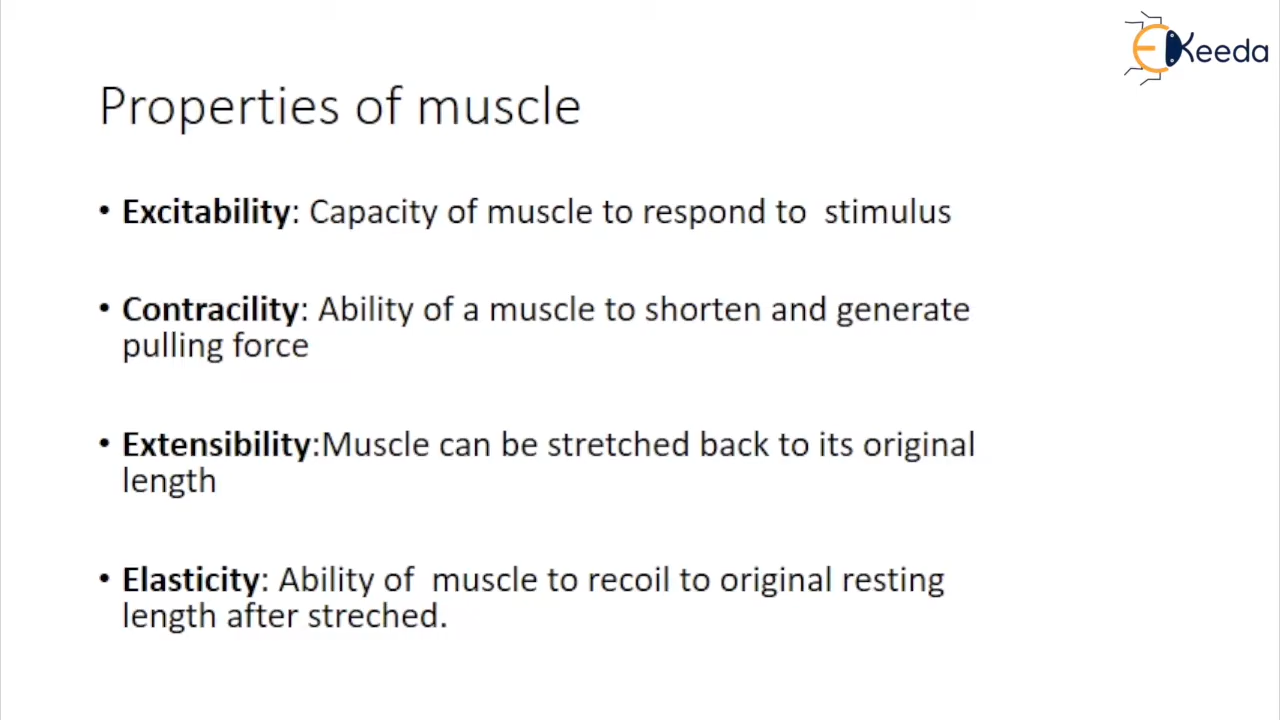 EKeeda
Properties of muscle
• Excitability: Capacity of muscle to respond to stimulus
• Contracility: Ability of a muscle to shorten and generate
pulling force
• Extensibility:Muscle can be stretched back to its original
length
• Elasticity: Ability of muscle to recoil to original resting
length after streched.